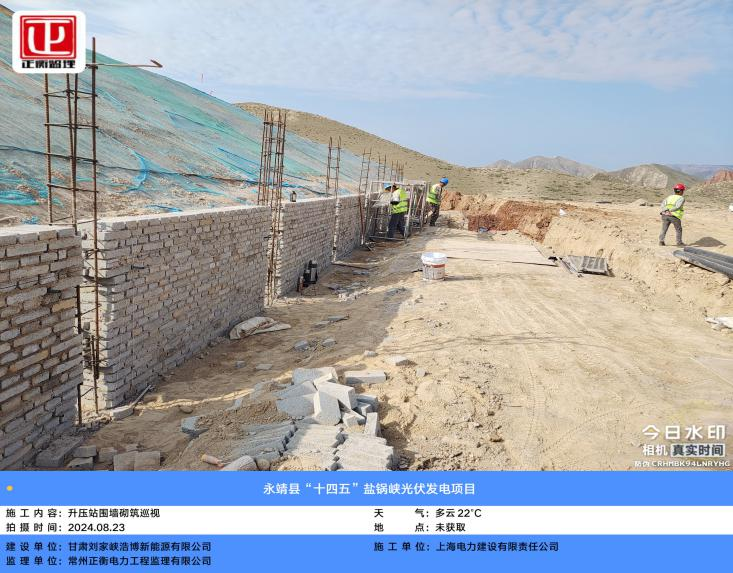 正衡监理
今日水印
相机 真实时间
防伪 CRHMBK94LNRYHG
永靖县“十四五”盐锅峡光伏发电项目
施工内容：升压站围墙砌筑巡视
天气：多云 22℃
拍摄时间：2024.08.23
地点：未获取
建设单位：甘肃刘家峡浩博新能源有限公司
施工单位：上海电力建设有限责任公司
监理单位：常州正衡电力工程监理有限公司